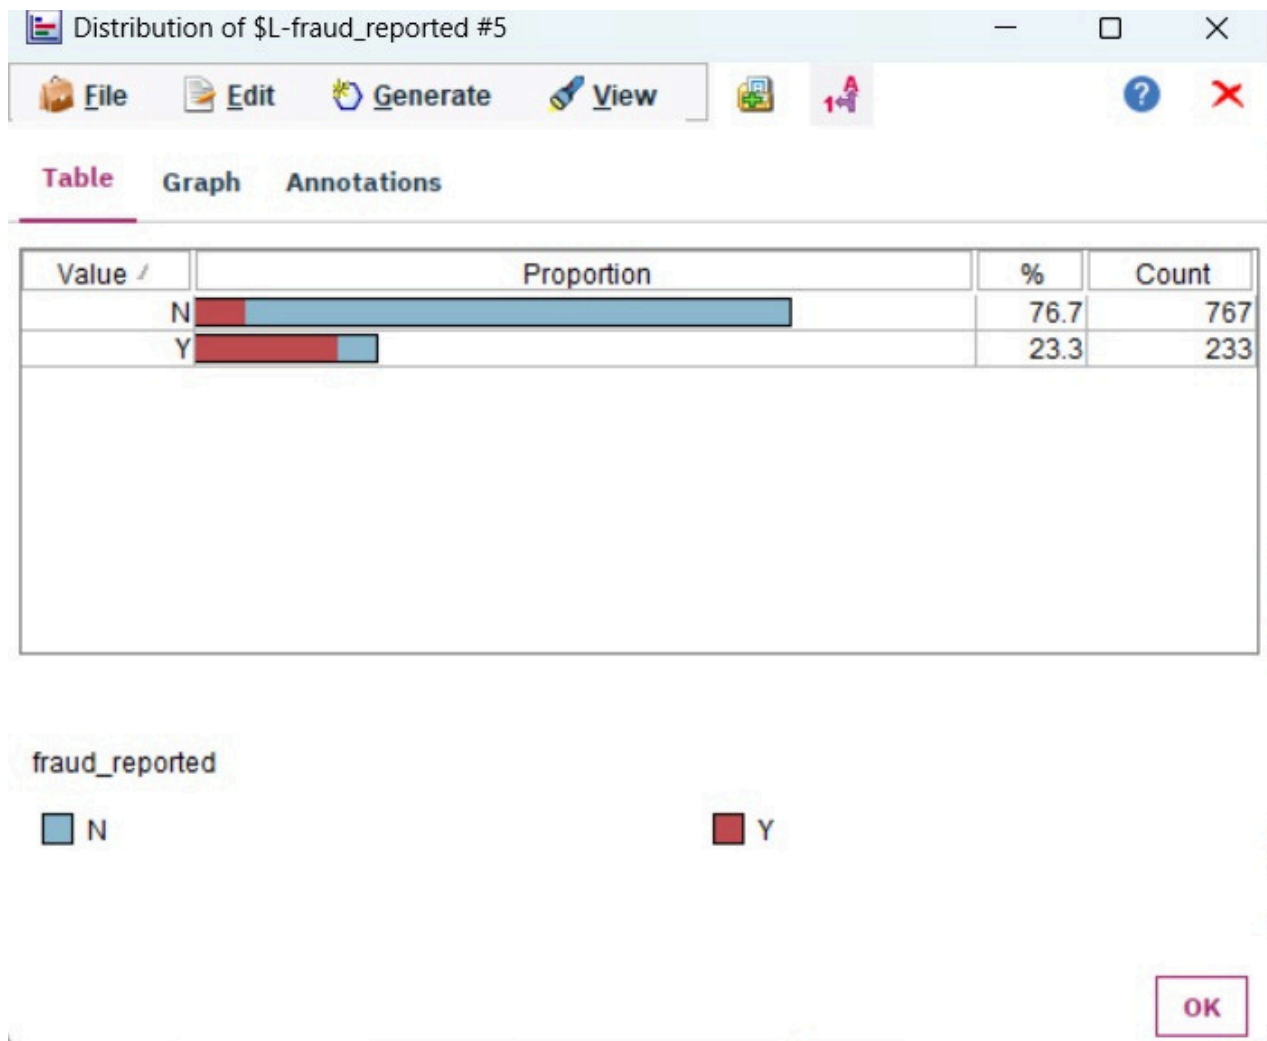 Distribution of $L-fraud_reported #5
File Edit Generate View
Table Graph Annotations
Value Proportion % Count
N 76.7 767
Y 23.3 233
fraud_reported
N Y
OK